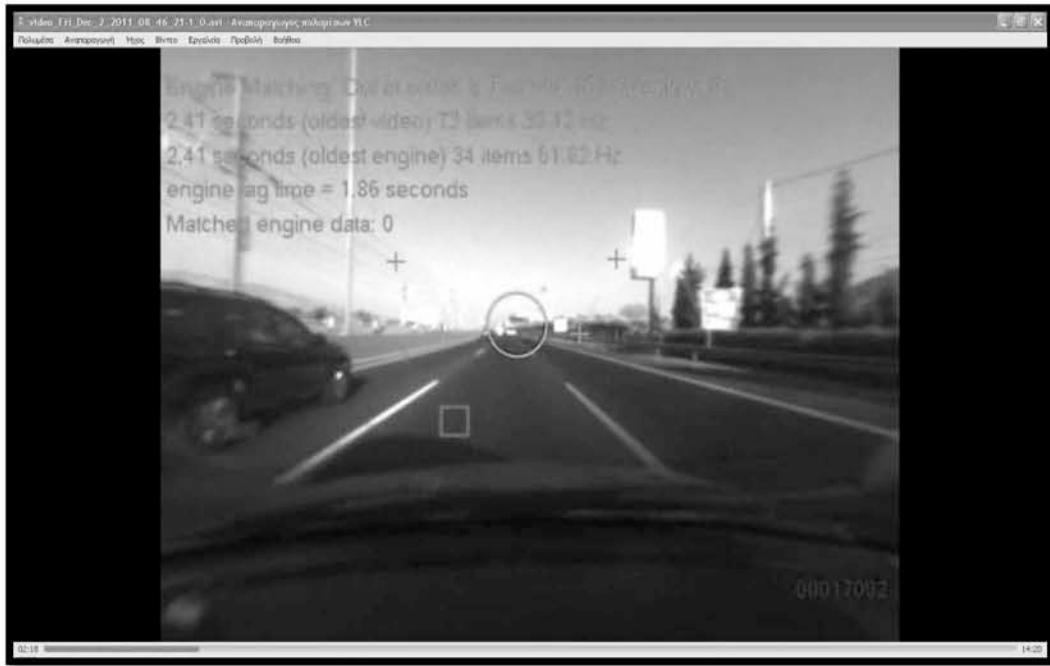 video_Fri_Dec_2_2011_08_46_21-1_0.avi - Αναπαραγωγός πολυμέσων VLC
Πολυμέσα Αναπαραγωγή Ήχος Βίντεο Εργαλεία Προβολή Βοήθεια
Engine Matching:
2.41 seconds (oldest video) 73 items 30.12 Hz
2.41 seconds (oldest engine) 34 items 61.82 Hz
engine lag time = 1.86 seconds
Matched engine data: 0
00017092
02:18
14:20